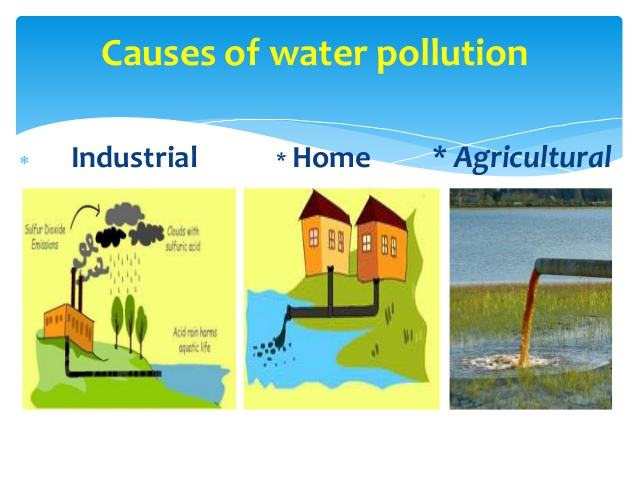 Causes of water pollution
* Industrial * Home * Agricultural
Sulfur Dioxide
Emissions
Clouds with
sulfuric acid
Acid rain harms
aquatic life